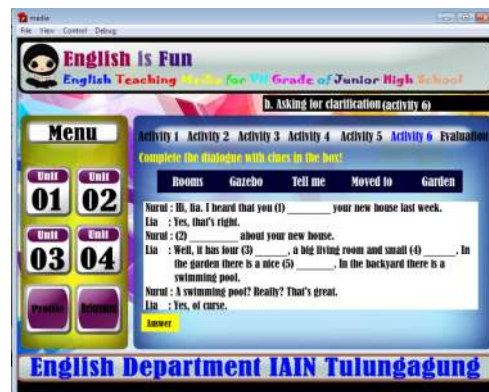 media
File View Control Debug
English Is Fun
English Teaching Media for VII Grade of Junior High School
b. Asking for clarification (activity 6)
Menu
Activity 1 Activity 2 Activity 3 Activity 4 Activity 5 Activity 6 Evaluation
Complete the dialogue with clues in the box!
Rooms Gazebo Tell me Moved to Garden
Unit 01
Unit 02
Unit 03
Unit 04
Profile
Nurul : Hi, lia. I heard that you (1) ________ your new house last week.
Lia : Yes, that's right.
Nurul : (2) __________ about your new house.
Lia : Well, it has four (3) ______, a big living room and small (4) ______. In
the garden there is a nice (5) _______. In the backyard there is a
swimming pool.
Nurul : A swimming pool? Really? That's great.
Lia : Yes, of curse.
Answer
English Department IAIN Tulungagung